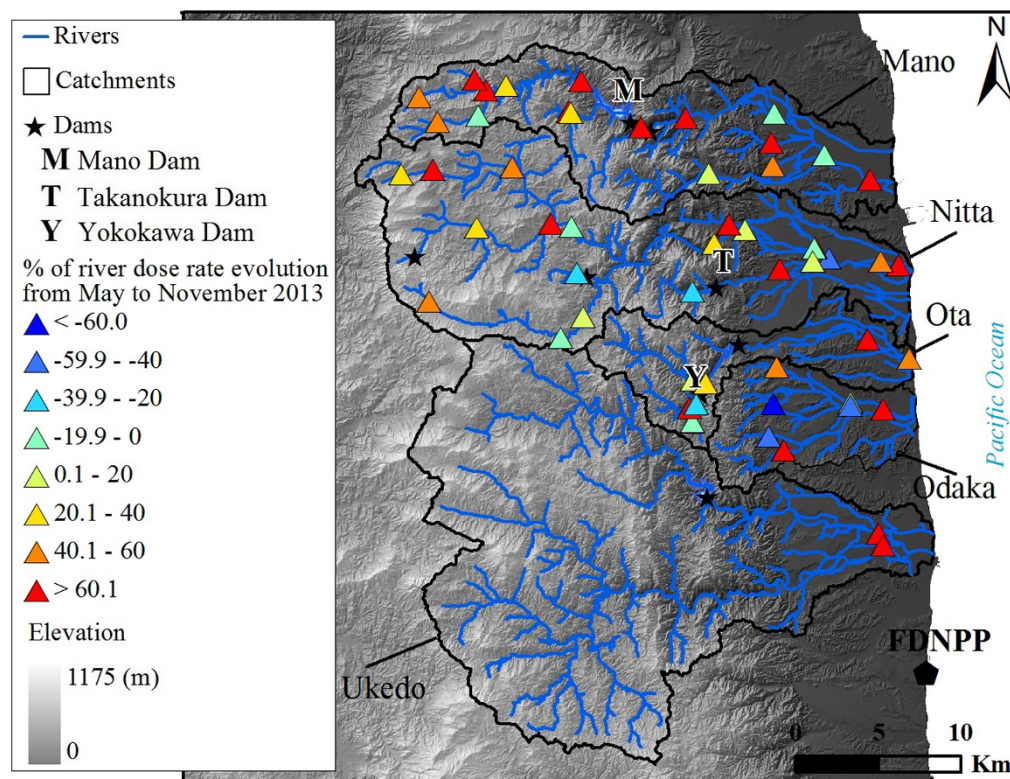 Rivers
Catchments
Dams
M Mano Dam
T Takanokura Dam
Y Yokokawa Dam
% of river dose rate evolution
from May to November 2013
< -60.0
-59.9 - -40
-39.9 - -20
-19.9 - 0
0.1 - 20
20.1 - 40
40.1 - 60
> 60.1
Elevation
1175 (m)
0
N
Mano
M
Nitta
T
Ota
Y
Pacific Ocean
Odaka
FDNPP
Ukedo
0 5 10
Km